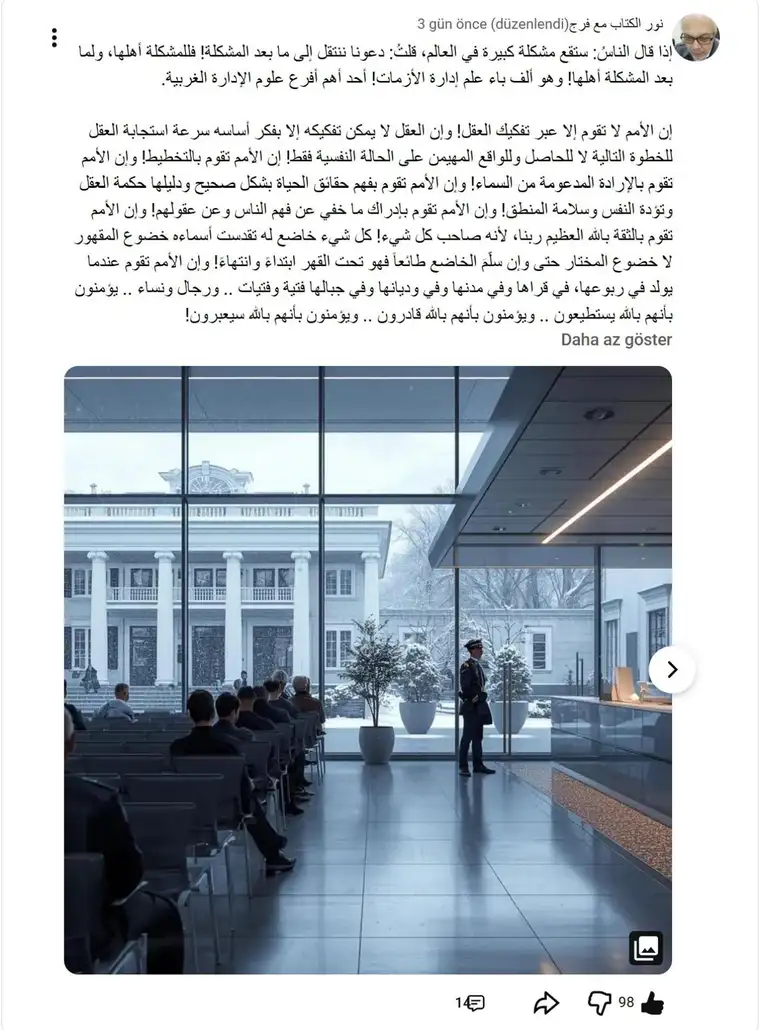 نور الكتاب مع فرج 3 gün önce (düzenlendi)
إذا قال الناسُ: ستقع مشكلة كبيرة في العالم، قلتُ: دعونا ننتقل إلى ما بعد المشكلة! فللمشكلة أهلها، ولما
بعد المشكلة أهلها! وهو ألف باء علم إدارة الأزمات! أحد أهم أفرع علوم الإدارة الغربية.
إن الأمم لا تقوم إلا عبر تفكيك العقل! وإن العقل لا يمكن تفكيكه إلا بفكر أساسه سرعة استجابة العقل
للخطوة التالية لا للحاصل وللواقع المهيمن على الحالة النفسية فقط! إن الأمم تقوم بالتخطيط! وإن الأمم
تقوم بالإرادة المدعومة من السماء! وإن الأمم تقوم بفهم حقائق الحياة بشكل صحيح ودليلها حكمة العقل
وتؤدة النفس وسلامة المنطق! وإن الأمم تقوم بإدراك ما خفي عن فهم الناس وعن عقولهم! وإن الأمم
تقوم بالثقة بالله العظيم ربنا، لأنه صاحب كل شيء! كل شيء خاضع له تقدست أسماءه خضوع المقهور
لا خضوع المختار حتى وإن سلّمَ الخاضع طائعاً فهو تحت القهر ابتداءً وانتهاءً! وإن الأمم تقوم عندما
يولد في ربوعها، في قراها وفي مدنها وفي وديانها وفي جبالها فتية وفتيات .. ورجال ونساء .. يؤمنون
بأنهم بالله يستطيعون .. ويؤمنون بأنهم بالله قادرون .. ويؤمنون بأنهم بالله سيعبرون!
Daha az göster
98
14